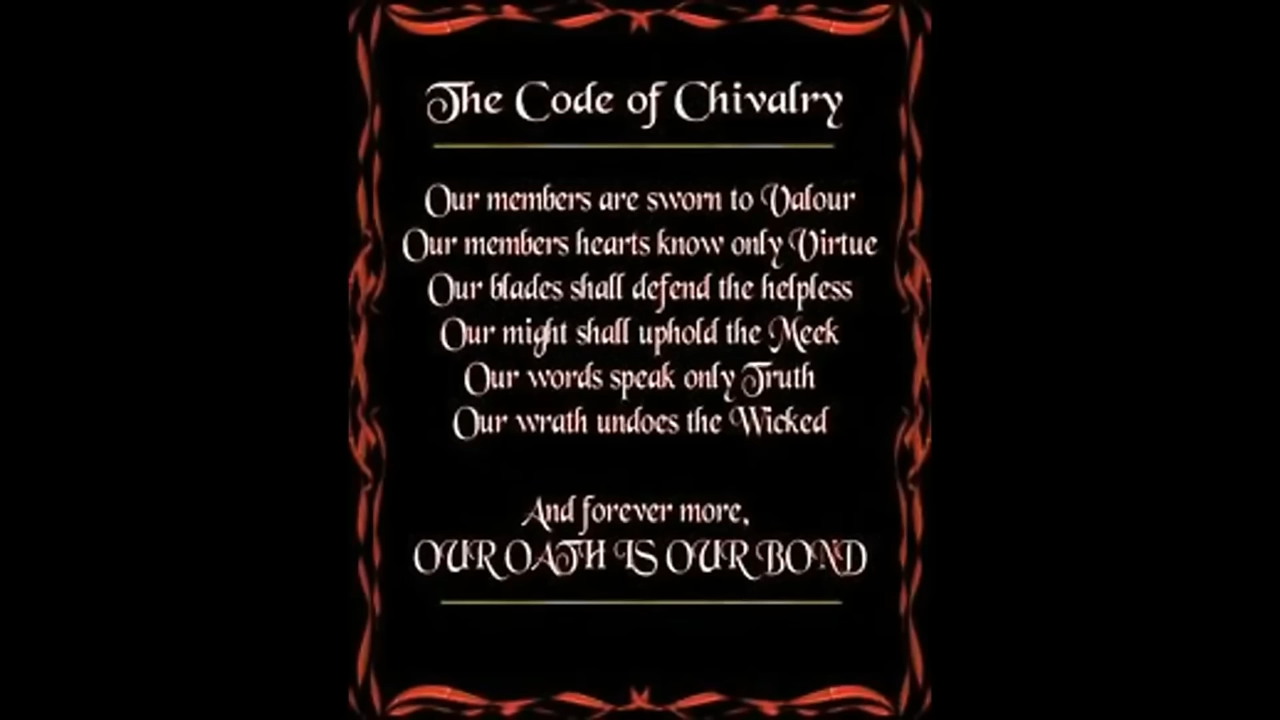 The Code of Chivalry
Our members are sworn to Valour
Our members hearts know only Virtue
Our blades shall defend the helpless
Our might shall uphold the Meek
Our words speak only Truth
Our wrath undoes the Wicked
And forever more,
OUR OATH IS OUR BOND